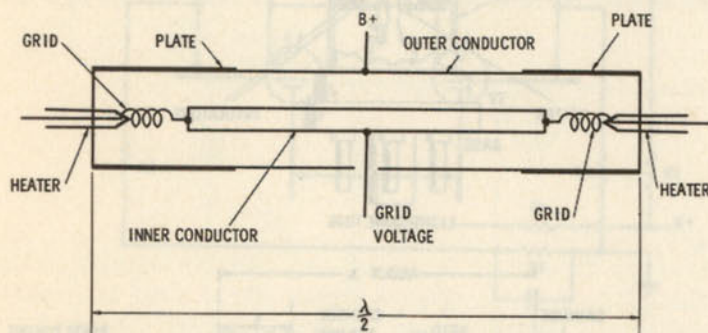 B+
GRID
PLATE
OUTER CONDUCTOR
PLATE
HEATER
INNER CONDUCTOR
GRID
VOLTAGE
GRID
HEATER
λ
2